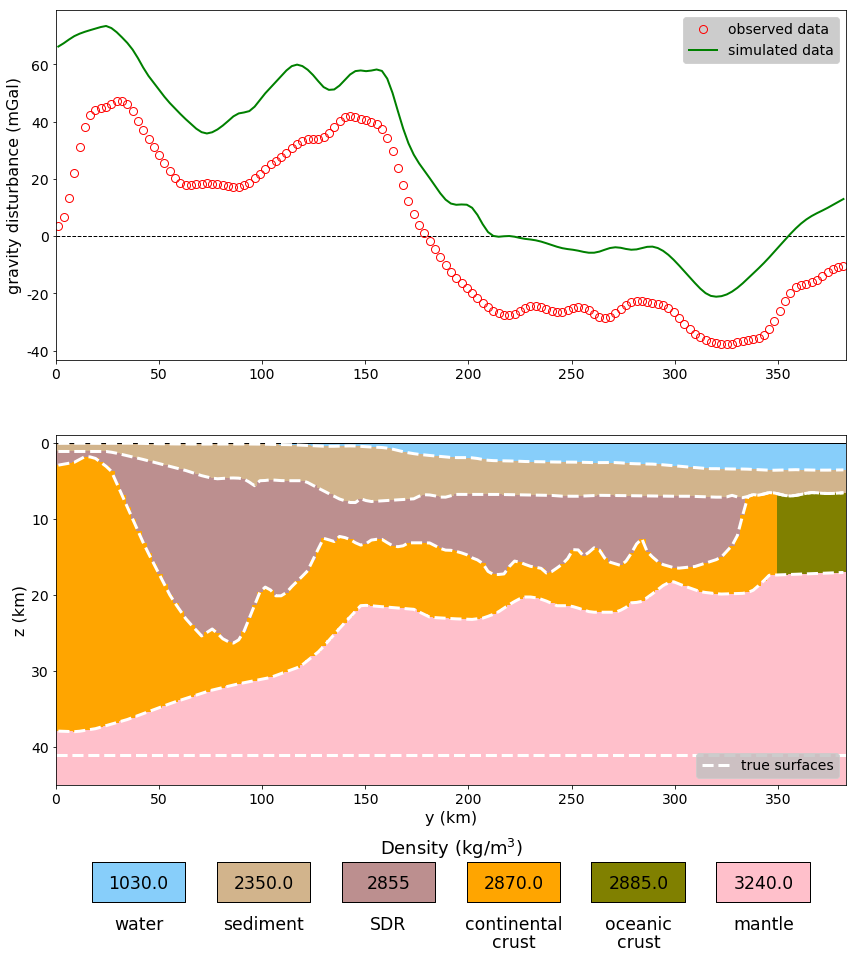 observed data
simulated data
gravity disturbance (mGal)
60
40
20
0
-20
-40
0 50 100 150 200 250 300 350
z (km)
0
10
20
30
40
true surfaces
0 50 100 150 200 250 300 350
y (km)
Density (kg/m³)
1030.0 2350.0 2855 2870.0 2885.0 3240.0
water sediment SDR continental oceanic mantle
crust crust